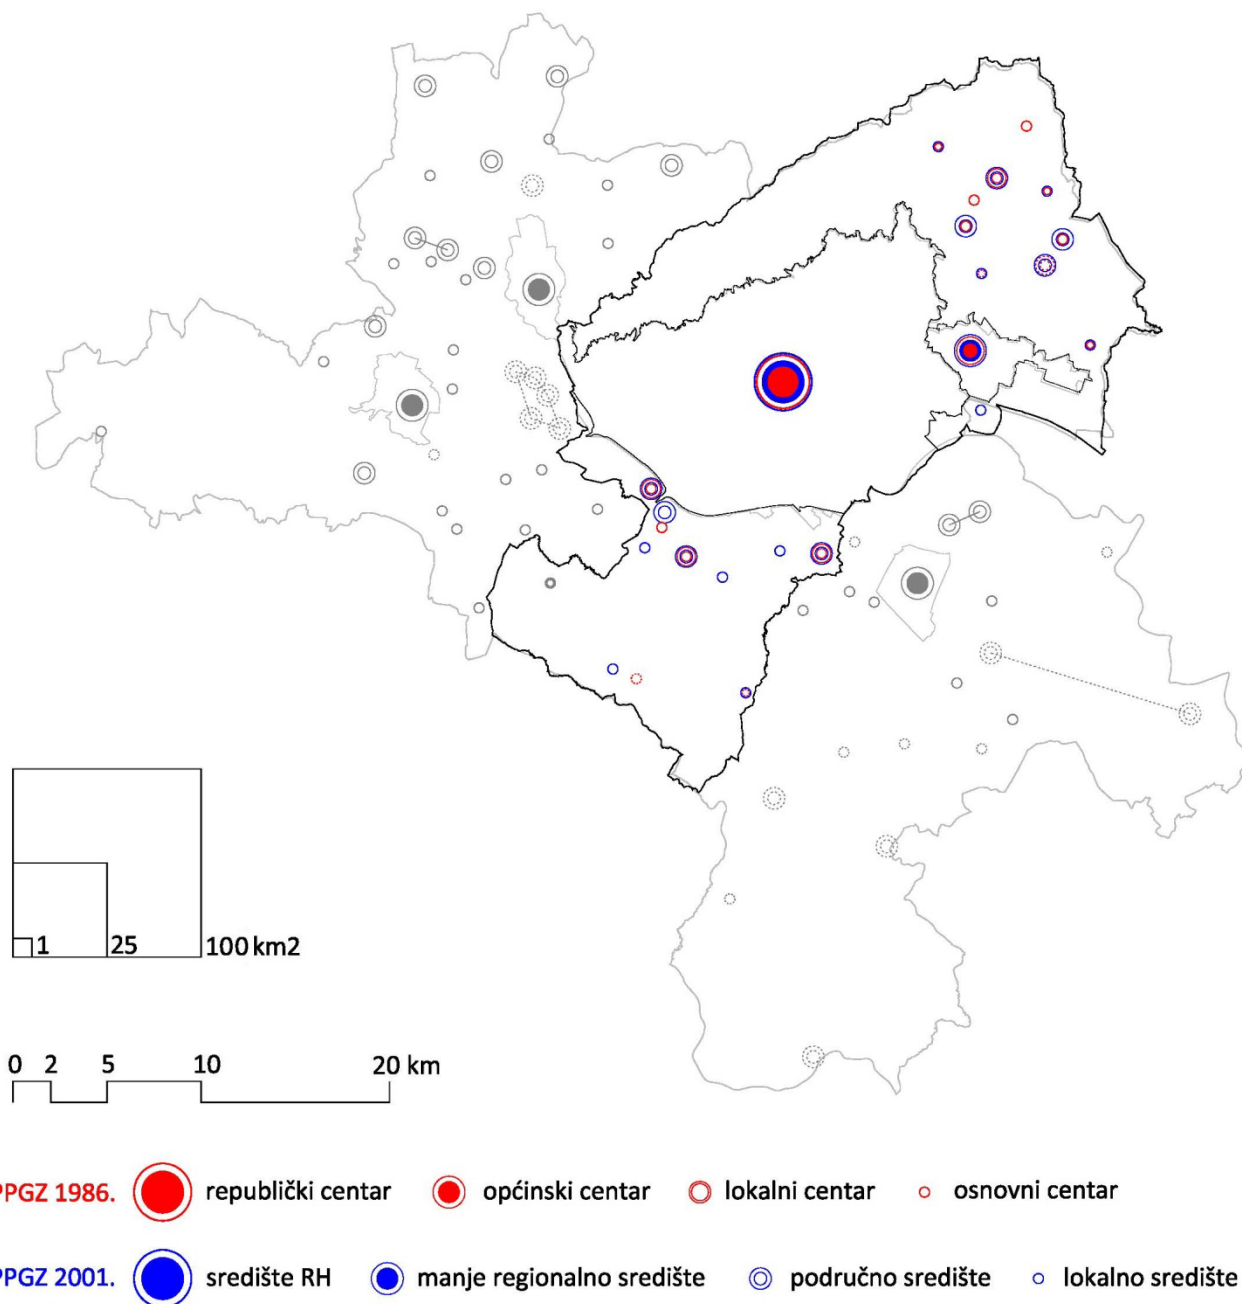 1 25 100 km2
0 2 5 10 20 km
PPGZ 1986. republički centar općinski centar lokalni centar osnovni centar
PPGZ 2001. središte RH manje regionalno središte područno središte lokalno središte